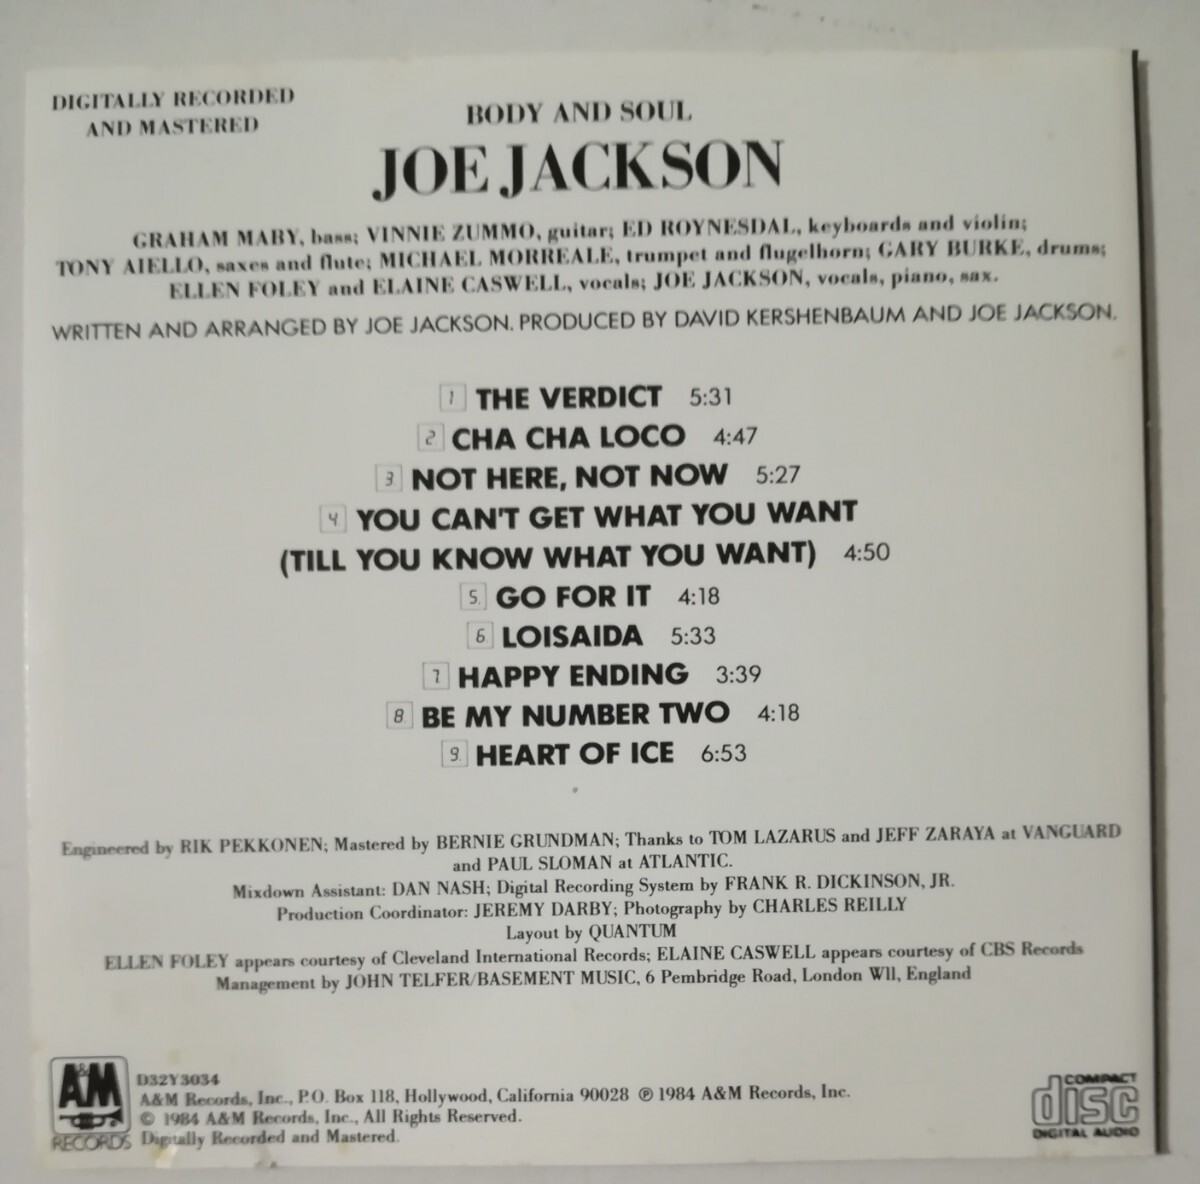 DIGITALLY RECORDED
AND MASTERED
BODY AND SOUL
JOE JACKSON
GRAHAM MABY, bass; VINNIE ZUMMO, guitar; ED ROYNESDAL, keyboards and violin;
TONY AIELLO, saxes and flute; MICHAEL MORREALE, trumpet and flugelhorn; GARY BURKE, drums;
ELLEN FOLEY and ELAINE CASWELL, vocals; JOE JACKSON, vocals, piano, sax.
WRITTEN AND ARRANGED BY JOE JACKSON. PRODUCED BY DAVID KERSHENBAUM AND JOE JACKSON.
1 THE VERDICT 5:31
2 CHA CHA LOCO 4:47
3 NOT HERE, NOT NOW 5:27
4 YOU CAN'T GET WHAT YOU WANT
(TILL YOU KNOW WHAT YOU WANT) 4:50
5. GO FOR IT 4:18
6 LOISAIDA 5:33
7 HAPPY ENDING 3:39
8 BE MY NUMBER TWO 4:18
9. HEART OF ICE 6:53
Engineered by RIK PEKKONEN; Mastered by BERNIE GRUNDMAN; Thanks to TOM LAZARUS and JEFF ZARAYA at VANGUARD
and PAUL SLOMAN at ATLANTIC.
Mixdown Assistant: DAN NASH; Digital Recording System by FRANK R. DICKINSON, JR.
Production Coordinator: JEREMY DARBY; Photography by CHARLES REILLY
Layout by QUANTUM
ELLEN FOLEY appears courtesy of Cleveland International Records; ELAINE CASWELL appears courtesy of CBS Records
Management by JOHN TELFER/BASEMENT MUSIC, 6 Pembridge Road, London W11, England
A&M
RECORDS
D32Y3034
A&M Records, Inc., P.O. Box 118, Hollywood, California 90028 ℗ 1984 A&M Records, Inc.
© 1984 A&M Records, Inc., All Rights Reserved.
Digitally Recorded and Mastered.
COMPACT
disc
DIGITAL AUDIO